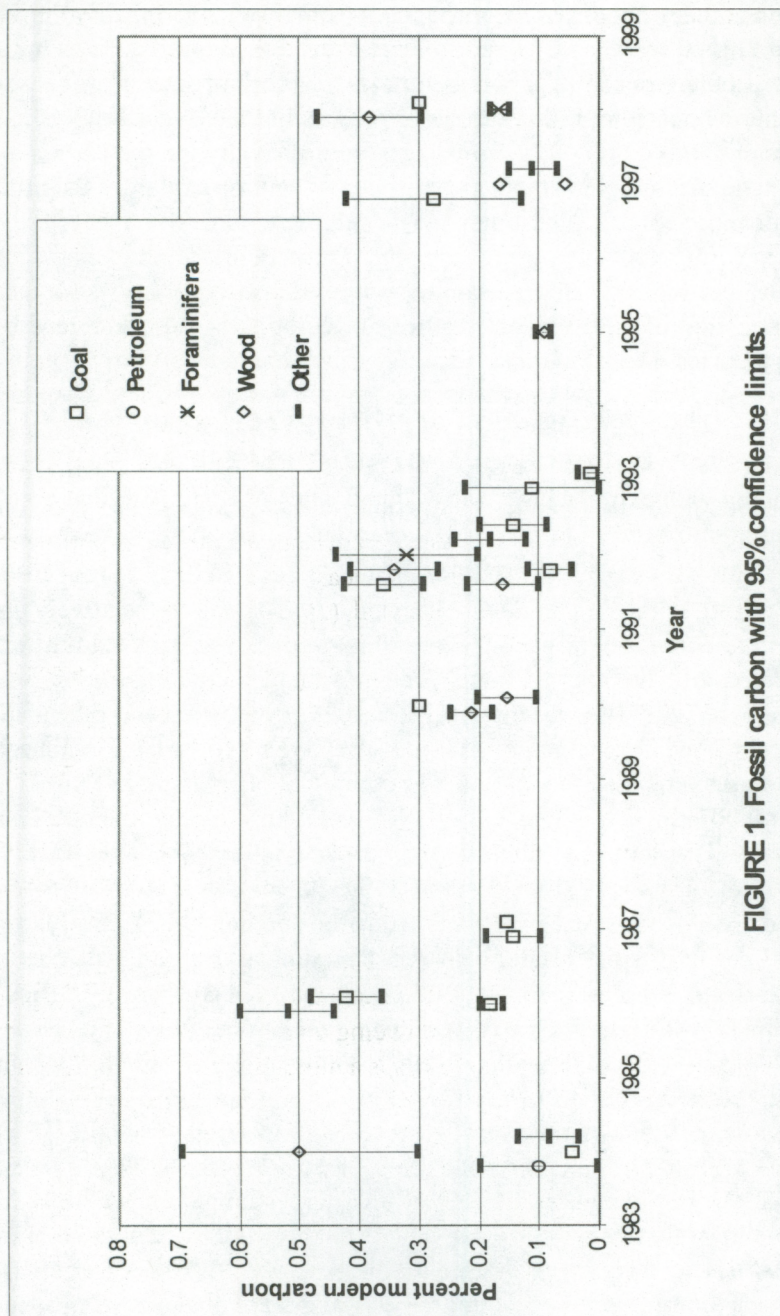 Percent modern carbon
0.8
0.7
0.6
0.5
0.4
0.3
0.2
0.1
0
Coal
Petroleum
Foraminifera
Wood
Other
1983
1985
1987
1989
1991
1993
1995
1997
1999
Year
FIGURE 1. Fossil carbon with 95% confidence limits.